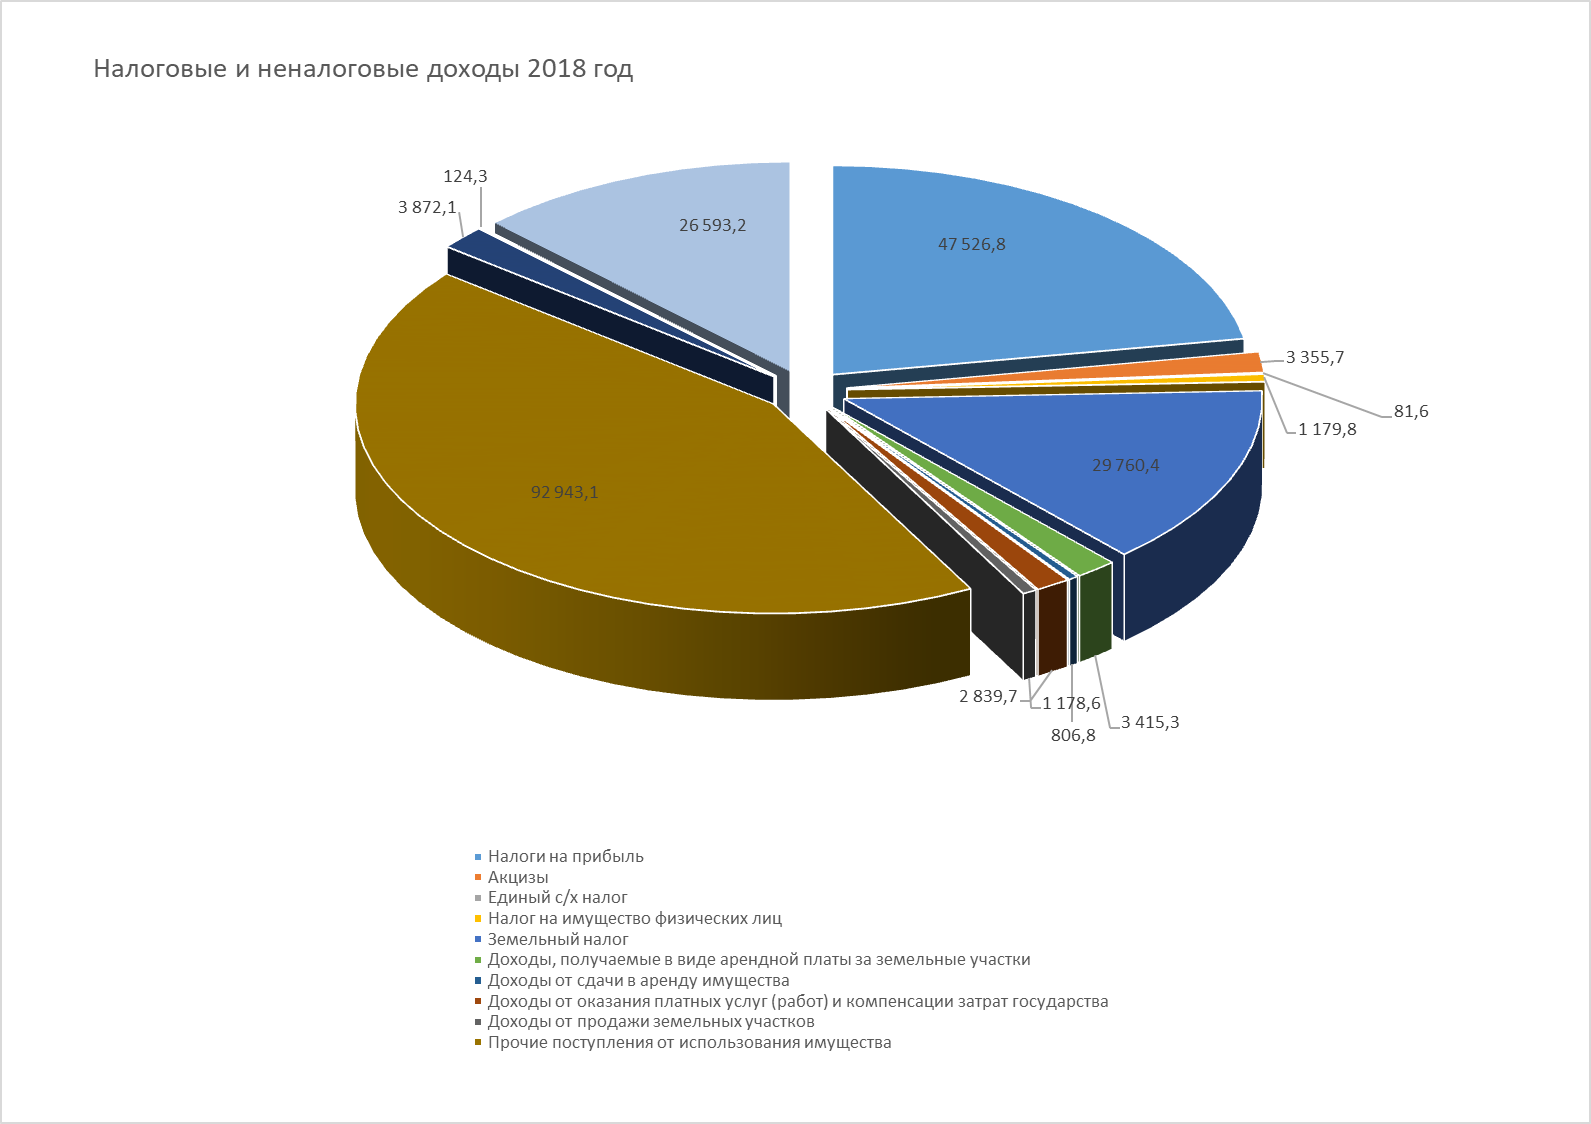 Налоговые и неналоговые доходы 2018 год
124,3
3 872,1
26 593,2
47 526,8
3 355,7
81,6
1 179,8
29 760,4
92 943,1
2 839,7
1 178,6
3 415,3
806,8
Налоги на прибыль
Акцизы
Единый с/х налог
Налог на имущество физических лиц
Земельный налог
Доходы, получаемые в виде арендной платы за земельные участки
Доходы от сдачи в аренду имущества
Доходы от оказания платных услуг (работ) и компенсации затрат государства
Доходы от продажи земельных участков
Прочие поступления от использования имущества